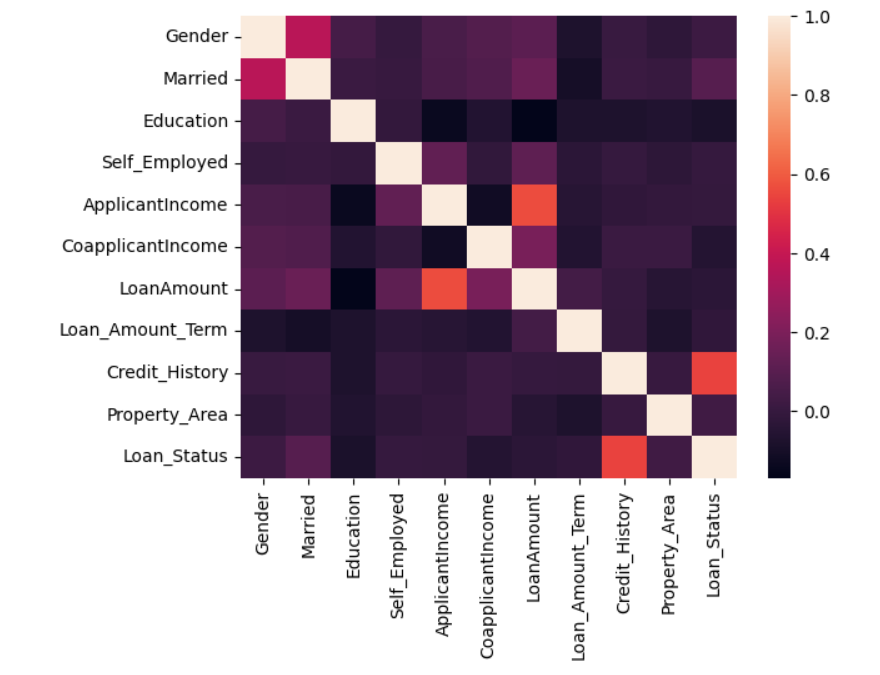 Gender
Married
Education
Self_Employed
ApplicantIncome
CoapplicantIncome
LoanAmount
Loan_Amount_Term
Credit_History
Property_Area
Loan_Status
Gender
Married
Education
Self_Employed
ApplicantIncome
CoapplicantIncome
LoanAmount
Loan_Amount_Term
Credit_History
Property_Area
Loan_Status
1.0
0.8
0.6
0.4
0.2
0.0